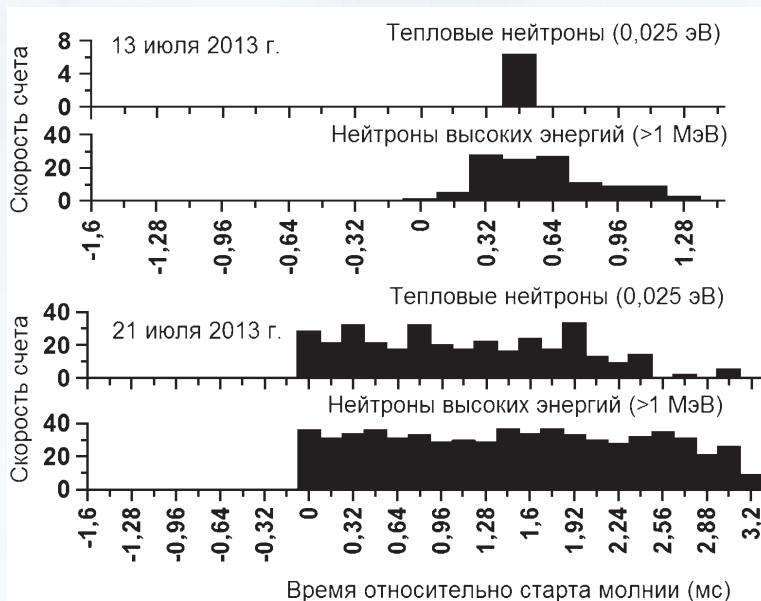 Тепловые нейтроны (0,025 эВ)
13 июля 2013 г.
8
4
0
Нейтроны высоких энергий (>1 МэВ)
40
20
0
Скорость счета
-1,6 -1,28 -0,96 -0,64 -0,32 0 0,32 0,64 0,96 1,28
Тепловые нейтроны (0,025 эВ)
21 июля 2013 г.
40
20
0
Нейтроны высоких энергий (>1 МэВ)
40
20
0
Скорость счета
-1,6 -1,28 -0,96 -0,64 -0,32 0 0,32 0,64 0,96 1,28 1,6 1,92 2,24 2,56 2,88 3,2
Время относительно старта молнии (мс)